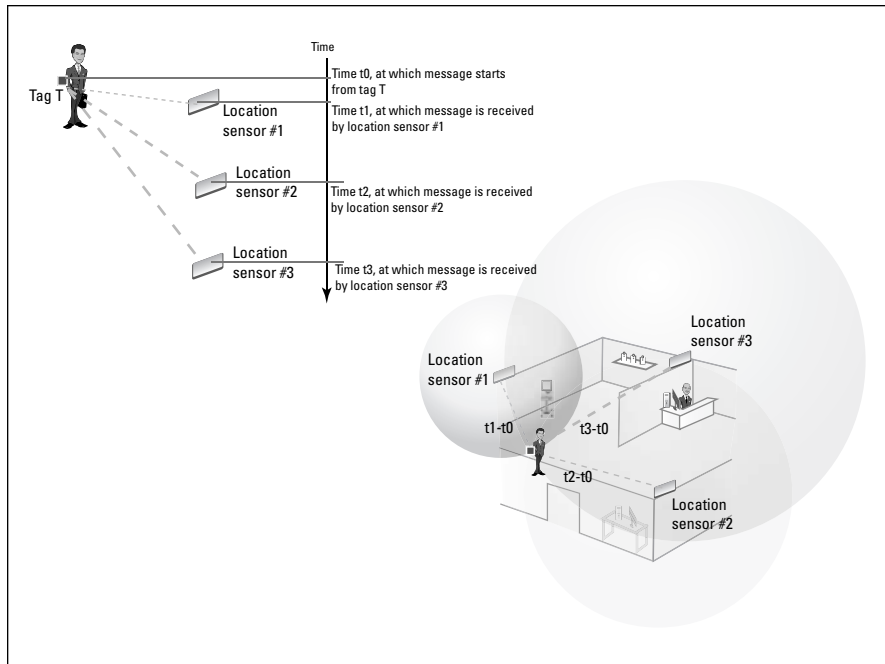 Time
Time t0, at which message starts
from tag T
Tag T
Location
sensor #1
Time t1, at which message is received
by location sensor #1
Location
sensor #2
Time t2, at which message is received
by location sensor #2
Location
sensor #3
Time t3, at which message is received
by location sensor #3
Location
sensor #3
Location
sensor #1
t1-t0
t3-t0
t2-t0
Location
sensor #2